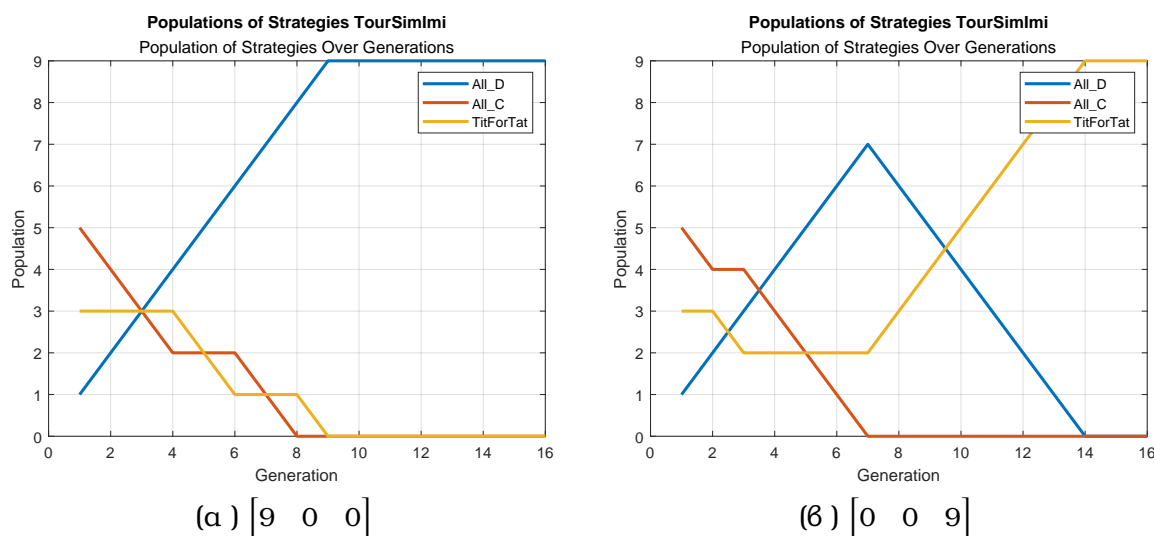 Populations of Strategies TourSimImi
Population of Strategies Over Generations
9
8
7
6
5
4
3
2
1
0
Population
All_D
All_C
TitForTat
0 2 4 6 8 10 12 14 16
Generation
(α ) [9 0 0]
Populations of Strategies TourSimImi
Population of Strategies Over Generations
9
8
7
6
5
4
3
2
1
0
Population
All_D
All_C
TitForTat
0 2 4 6 8 10 12 14 16
Generation
(β ) [0 0 9]